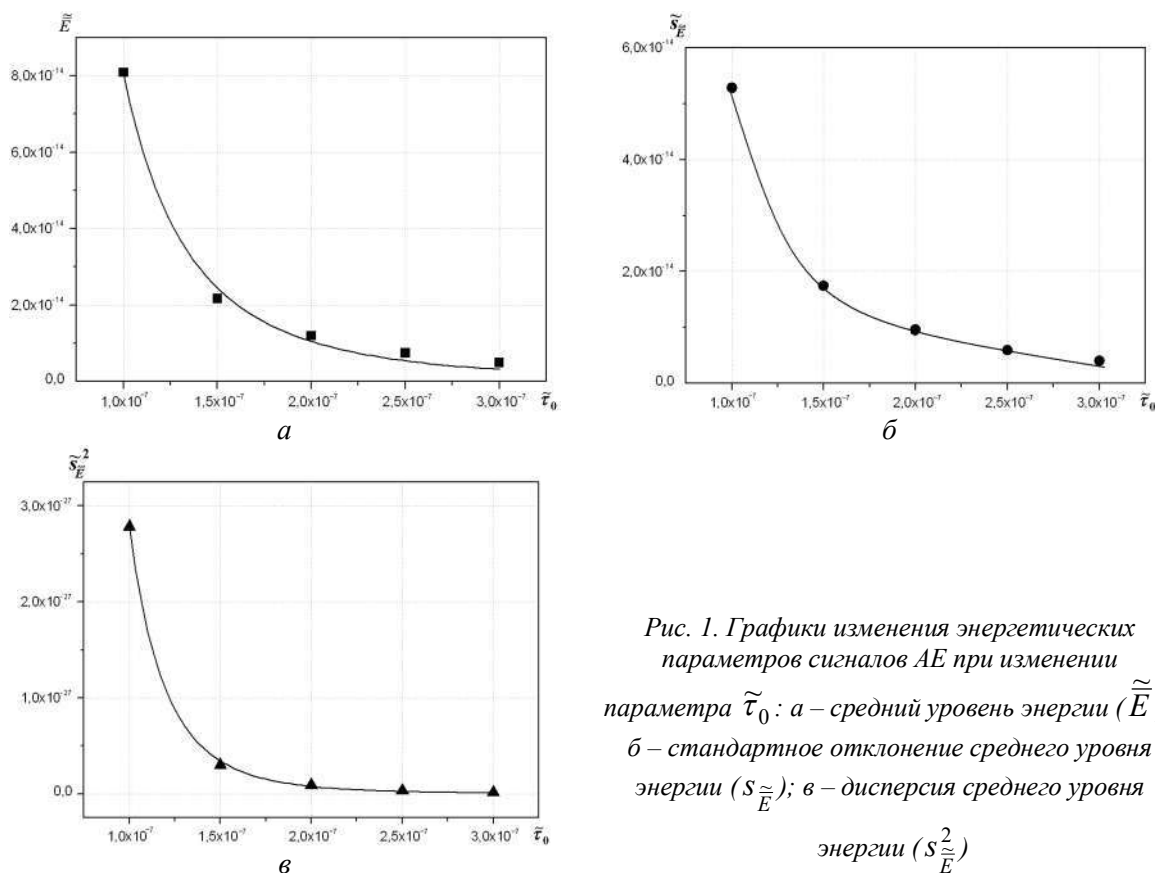 Ẽ̅
8,0x10⁻¹⁴
6,0x10⁻¹⁴
4,0x10⁻¹⁴
2,0x10⁻¹⁴
0,0
1,0x10⁻⁷ 1,5x10⁻⁷ 2,0x10⁻⁷ 2,5x10⁻⁷ 3,0x10⁻⁷ τ̃₀
а
s̃_Ẽ̅
6,0x10⁻¹⁴
4,0x10⁻¹⁴
2,0x10⁻¹⁴
0,0
1,0x10⁻⁷ 1,5x10⁻⁷ 2,0x10⁻⁷ 2,5x10⁻⁷ 3,0x10⁻⁷ τ̃₀
б
s̃_Ẽ̅²
3,0x10⁻²⁷
2,0x10⁻²⁷
1,0x10⁻²⁷
0,0
1,0x10⁻⁷ 1,5x10⁻⁷ 2,0x10⁻⁷ 2,5x10⁻⁷ 3,0x10⁻⁷ τ̃₀
в
Рис. 1. Графики изменения энергетических
параметров сигналов АЕ при изменении
параметра τ̃₀: а – средний уровень энергии (Ẽ̅
б – стандартное отклонение среднего уровня
энергии (s_Ẽ̅); в – дисперсия среднего уровня
энергии (s²_Ẽ̅)